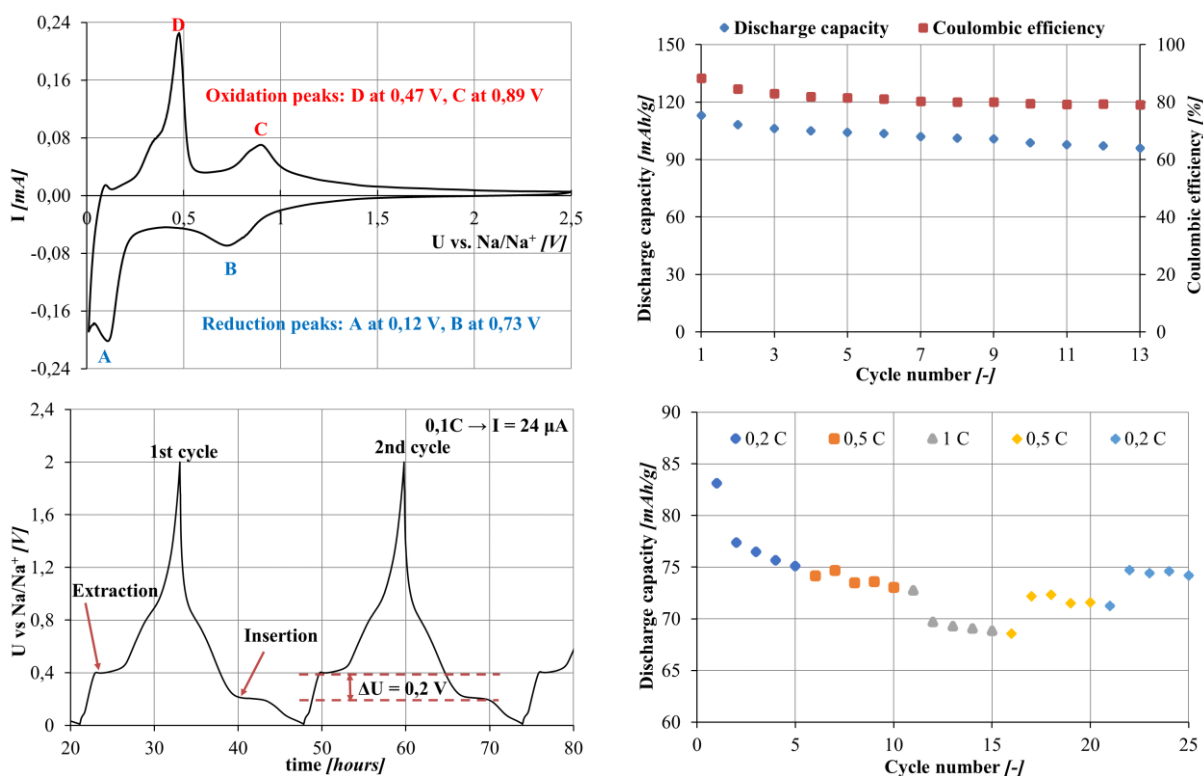 0,24
0,16
0,08
0,00
-0,08
-0,16
-0,24
I [mA]
0
0,5
1
1,5
2
2,5
U vs. Na/Na⁺ [V]
D
Oxidation peaks: D at 0,47 V, C at 0,89 V
C
B
Reduction peaks: A at 0,12 V, B at 0,73 V
A
Discharge capacity
Coulombic efficiency
150
120
90
60
30
0
Discharge capacity [mAh/g]
100
80
60
40
20
0
Coulombic efficiency [%]
1
3
5
7
9
11
13
Cycle number [-]
2,4
2
1,6
1,2
0,8
0,4
0
U vs Na/Na⁺ [V]
0,1C → I = 24 μA
1st cycle
2nd cycle
Extraction
Insertion
ΔU = 0,2 V
20
30
40
50
60
70
80
time [hours]
90
85
80
75
70
65
60
Discharge capacity [mAh/g]
0,2 C
0,5 C
1 C
0,5 C
0,2 C
0
5
10
15
20
25
Cycle number [-]